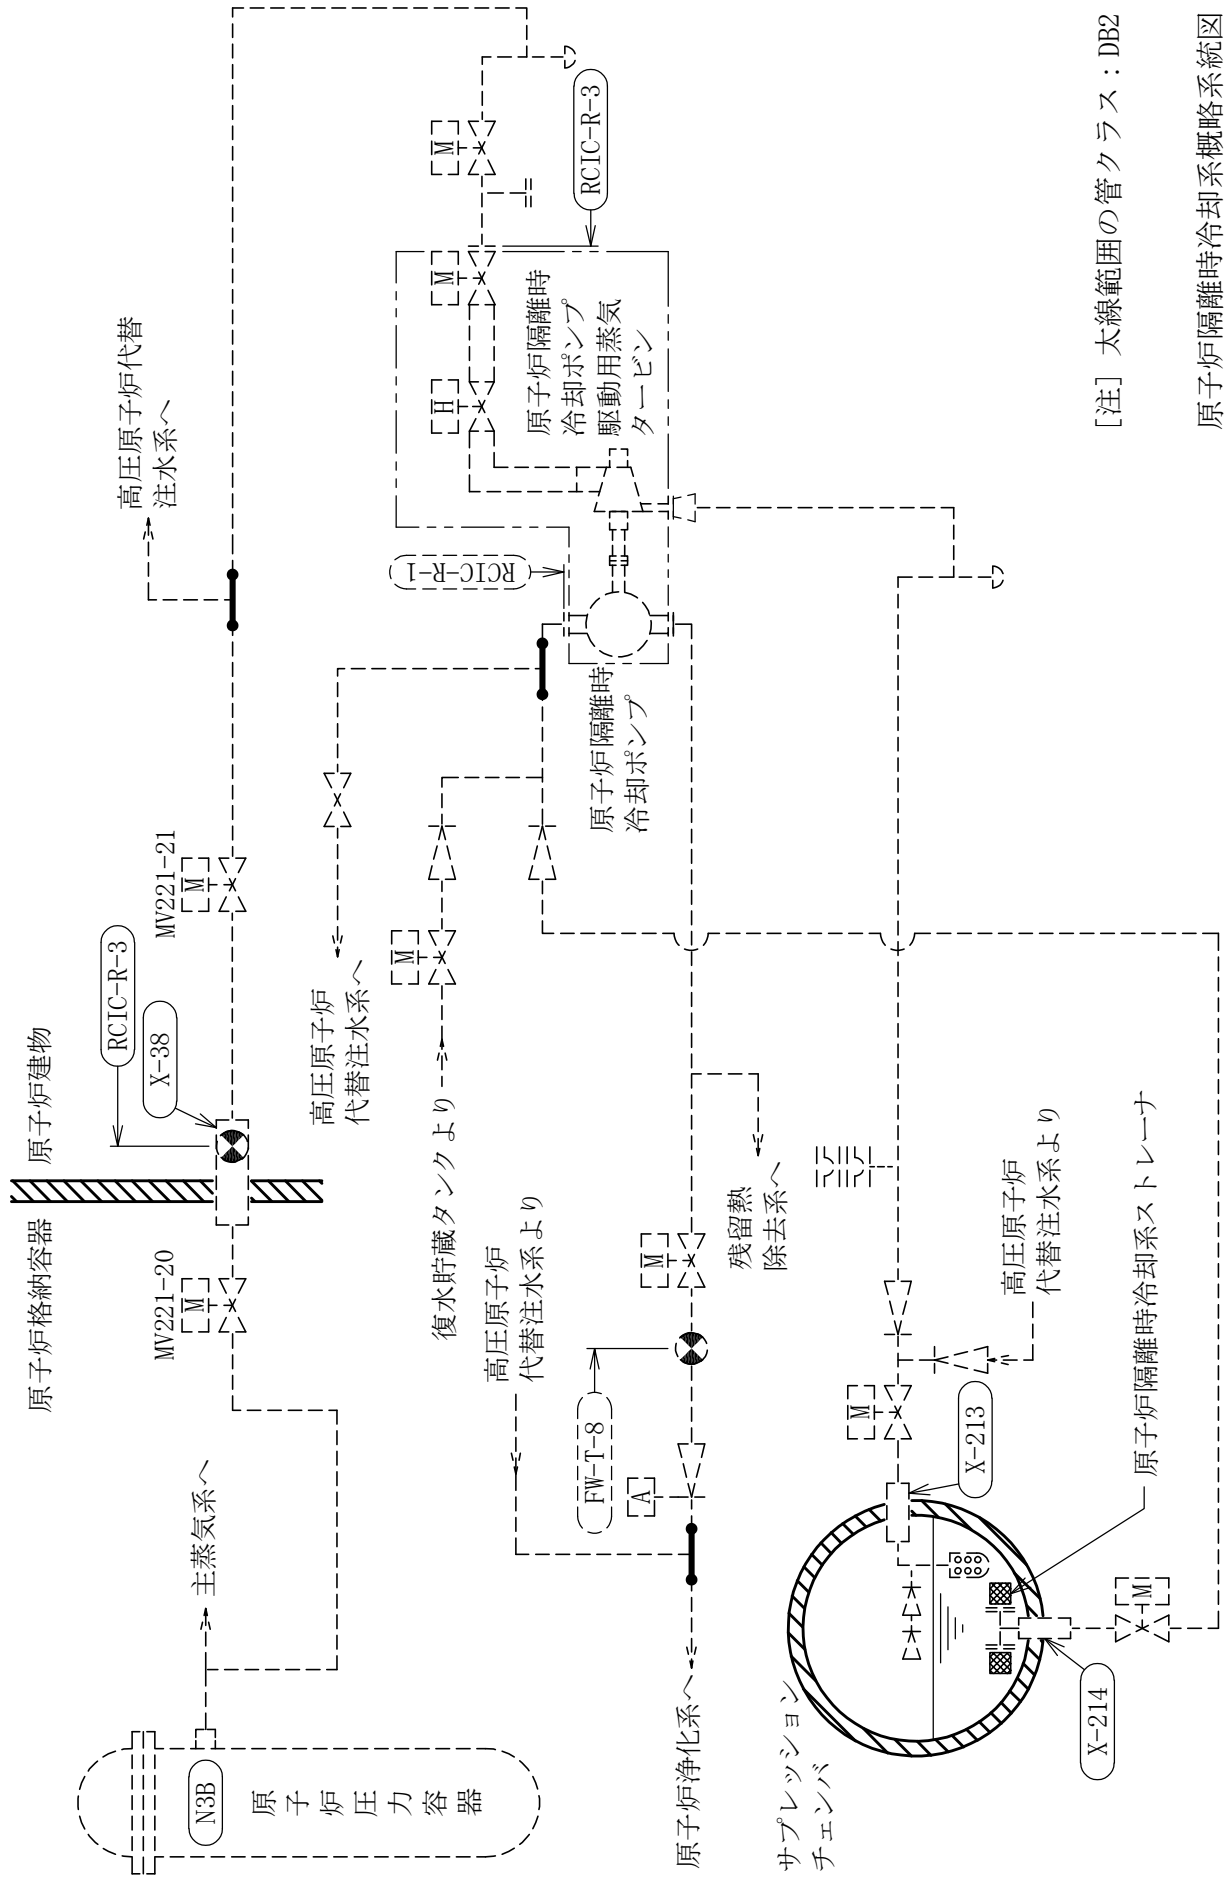 原子炉圧力容器
N3B
主蒸気系へ
原子炉格納容器
原子炉建物
MV221-20
M
X-38
RCIC-R-3
MV221-21
M
高圧原子炉代替
注水系へ
高圧原子炉
代替注水系へ
復水貯蔵タンクより
M
RCIC-R-1
H
M
M
RCIC-R-3
原子炉隔離時
冷却ポンプ
駆動用蒸気
タービン
原子炉隔離時
冷却ポンプ
高圧原子炉
代替注水系より
原子炉浄化系へ
A
FW-T-8
M
残留熱
除去系へ
サプレッション
チェンバ
X-213
M
高圧原子炉
代替注水系より
原子炉隔離時冷却系ストレーナ
X-214
M
[注] 太線範囲の管クラス：DB2
原子炉隔離時冷却系概略系統図